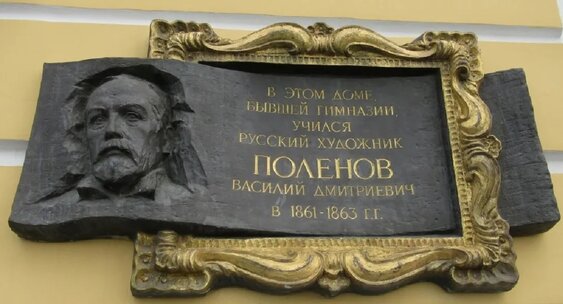 В ЭТОМ ДОМЕ,
БЫВШЕЙ ГИМНАЗИИ,
УЧИЛСЯ
РУССКИЙ ХУДОЖНИК
ПОЛЕНОВ
ВАСИЛИЙ ДМИТРИЕВИЧ
В 1861-1863 Г.Г.